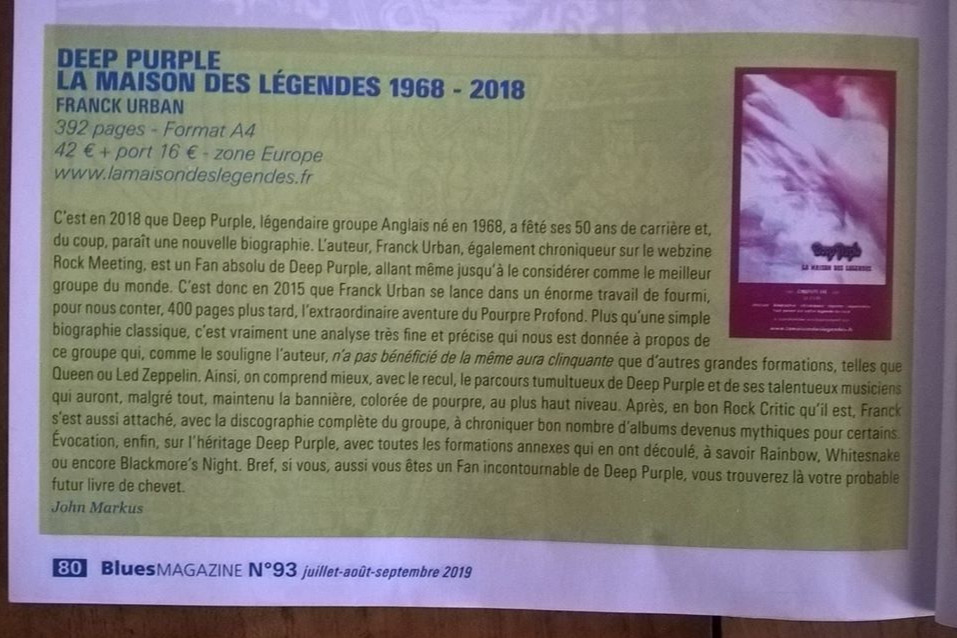 DEEP PURPLE
LA MAISON DES LÉGENDES 1968 - 2018
FRANCK URBAN
392 pages - Format A4
42 € + port 16 € - zone Europe
www.lamaisondeslegendes.fr
C'est en 2018 que Deep Purple, légendaire groupe Anglais né en 1968, a fêté ses 50 ans de carrière et,
du coup, paraît une nouvelle biographie. L'auteur, Franck Urban, également chroniqueur sur le webzine
Rock Meeting, est un Fan absolu de Deep Purple, allant même jusqu'à le considérer comme le meilleur
groupe du monde. C'est donc en 2015 que Franck Urban se lance dans un énorme travail de fourmi,
pour nous conter, 400 pages plus tard, l'extraordinaire aventure du Pourpre Profond. Plus qu'une simple
biographie classique, c'est vraiment une analyse très fine et précise qui nous est donnée à propos de
ce groupe qui, comme le souligne l'auteur, n'a pas bénéficié de la même aura clinquante que d'autres grandes formations, telles que
Queen ou Led Zeppelin. Ainsi, on comprend mieux, avec le recul, le parcours tumultueux de Deep Purple et de ses talentueux musiciens
qui auront, malgré tout, maintenu la bannière, colorée de pourpre, au plus haut niveau. Après, en bon Rock Critic qu'il est, Franck
s'est aussi attaché, avec la discographie complète du groupe, à chroniquer bon nombre d'albums devenus mythiques pour certains.
Évocation, enfin, sur l'héritage Deep Purple, avec toutes les formations annexes qui en ont découlé, à savoir Rainbow, Whitesnake
ou encore Blackmore's Night. Bref, si vous, aussi vous êtes un Fan incontournable de Deep Purple, vous trouverez là votre probable
futur livre de chevet.
John Markus
Deep Purple
LA MAISON DES LEGENDES
www.lamaisondeslegendes.fr
80 BluesMAGAZINE N°93 juillet-août-septembre 2019